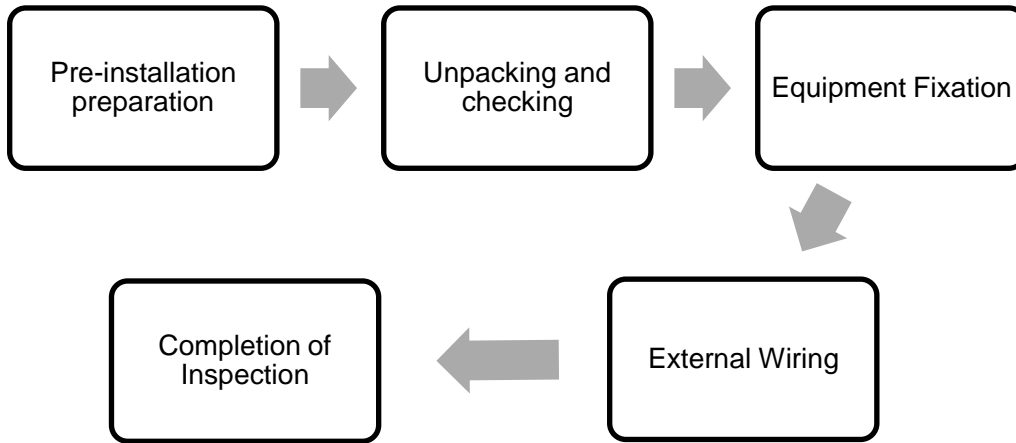 Pre-installation
preparation
Unpacking and
checking
Equipment Fixation
External Wiring
Completion of
Inspection